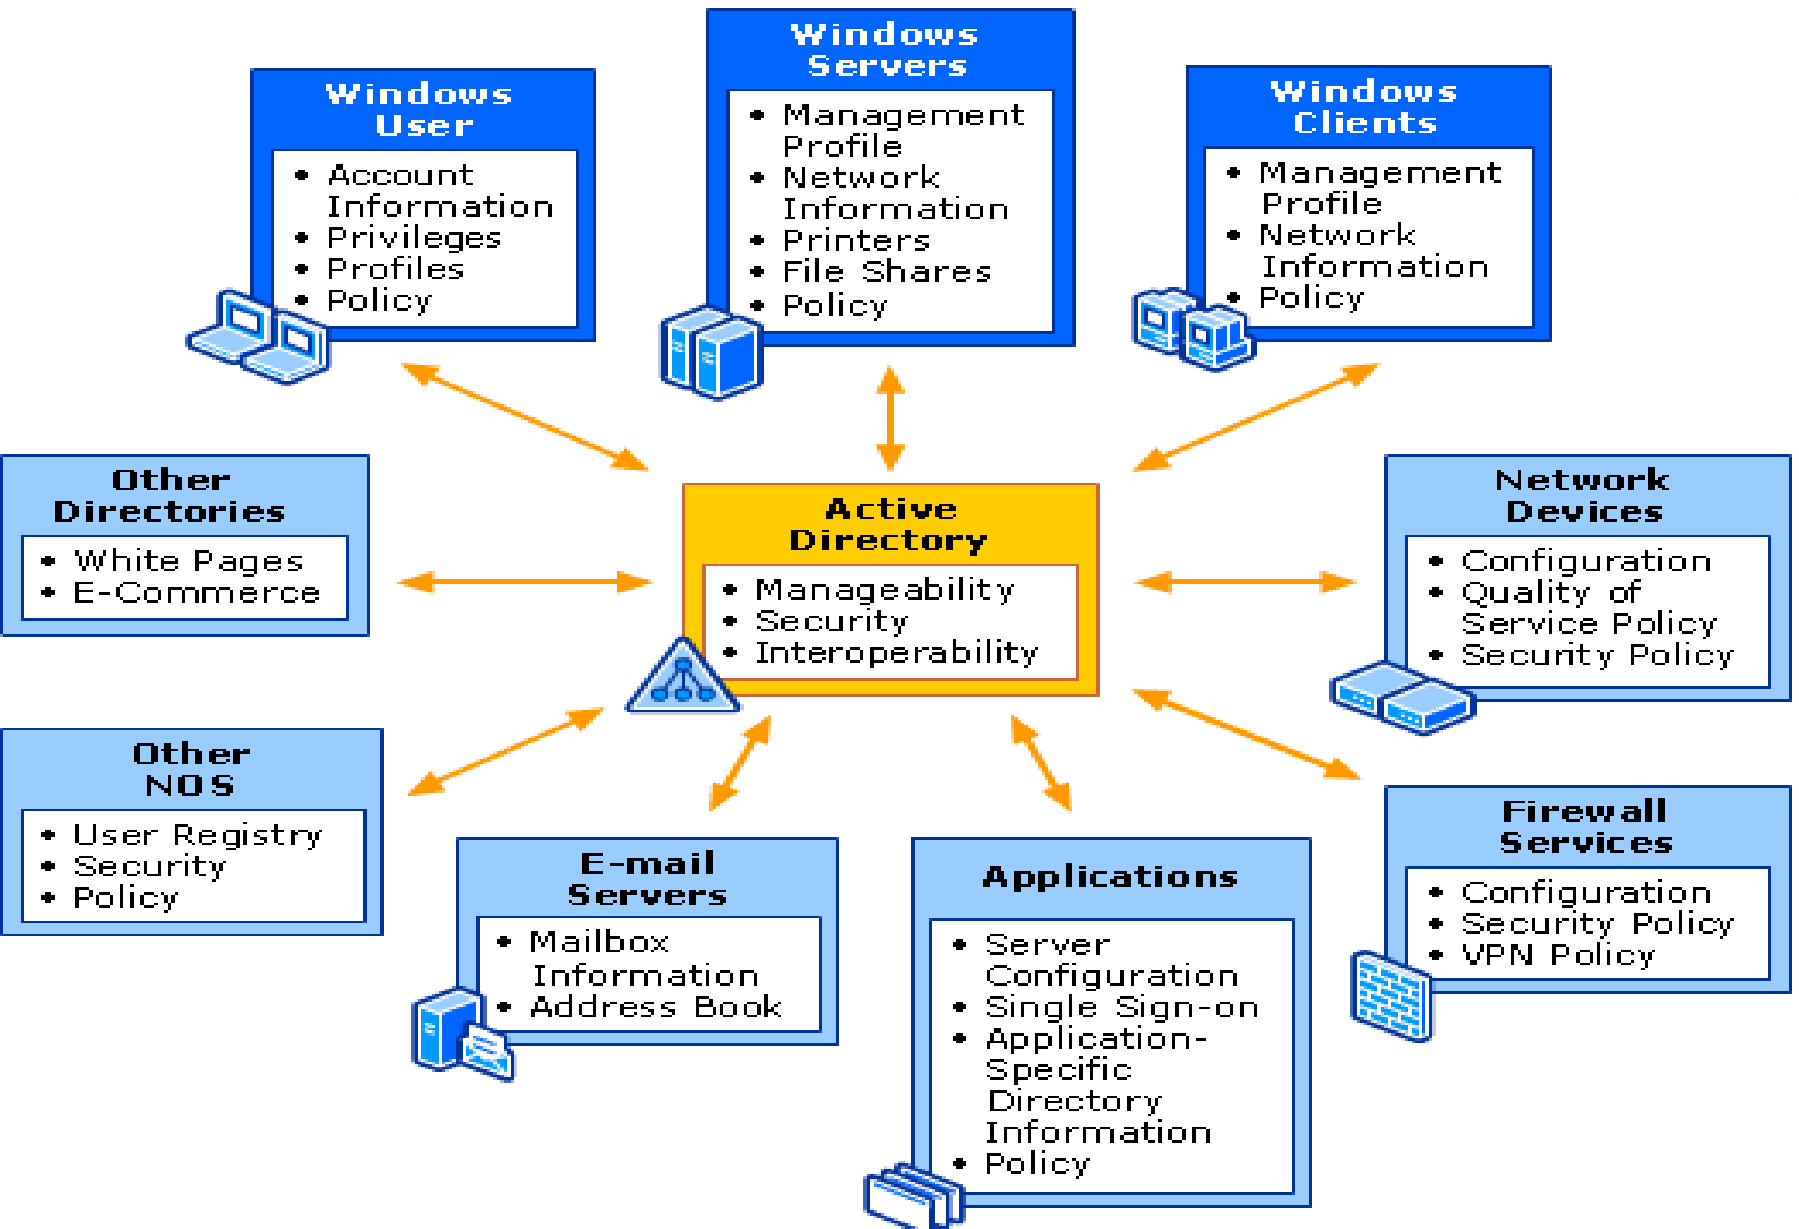 Windows
User
• Account
Information
• Privileges
• Profiles
• Policy
Windows
Servers
• Management
Profile
• Network
Information
• Printers
• File Shares
• Policy
Windows
Clients
• Management
Profile
• Network
Information
• Policy
Other
Directories
• White Pages
• E-Commerce
Active
Directory
• Manageability
• Security
• Interoperability
Network
Devices
• Configuration
• Quality of
Service Policy
• Security Policy
Other
NOS
• User Registry
• Security
• Policy
E-mail
Servers
• Mailbox
Information
• Address Book
Applications
• Server
Configuration
• Single Sign-on
• Application-
Specific
Directory
Information
• Policy
Firewall
Services
• Configuration
• Security Policy
• VPN Policy